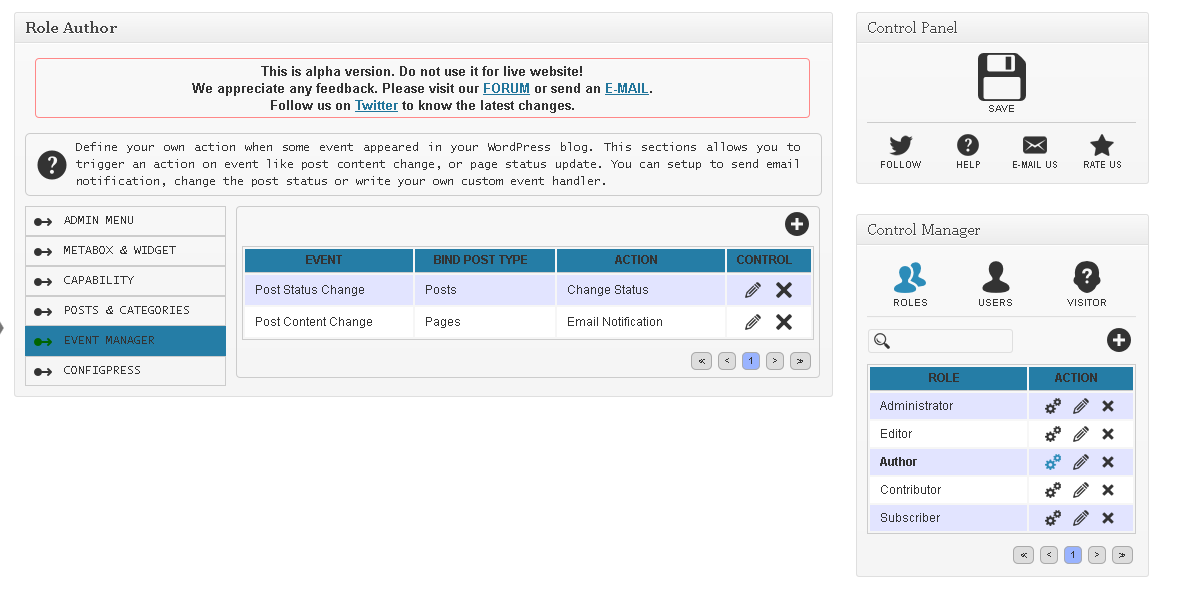 Role Author
This is alpha version. Do not use it for live website!
We appreciate any feedback. Please visit our FORUM or send an E-MAIL.
Follow us on Twitter to know the latest changes.
Define your own action when some event appeared in your WordPress blog. This sections allows you to
trigger an action on event like post content change, or page status update. You can setup to send email
notification, change the post status or write your own custom event handler.
ADMIN MENU
METABOX & WIDGET
CAPABILITY
POSTS & CATEGORIES
EVENT MANAGER
CONFIGPRESS
EVENT BIND POST TYPE ACTION CONTROL
Post Status Change Posts Change Status
Post Content Change Pages Email Notification
« < 1 > »
Control Panel
SAVE
FOLLOW HELP E-MAIL US RATE US
Control Manager
ROLES USERS VISITOR
ROLE ACTION
Administrator
Editor
Author
Contributor
Subscriber
« < 1 > »